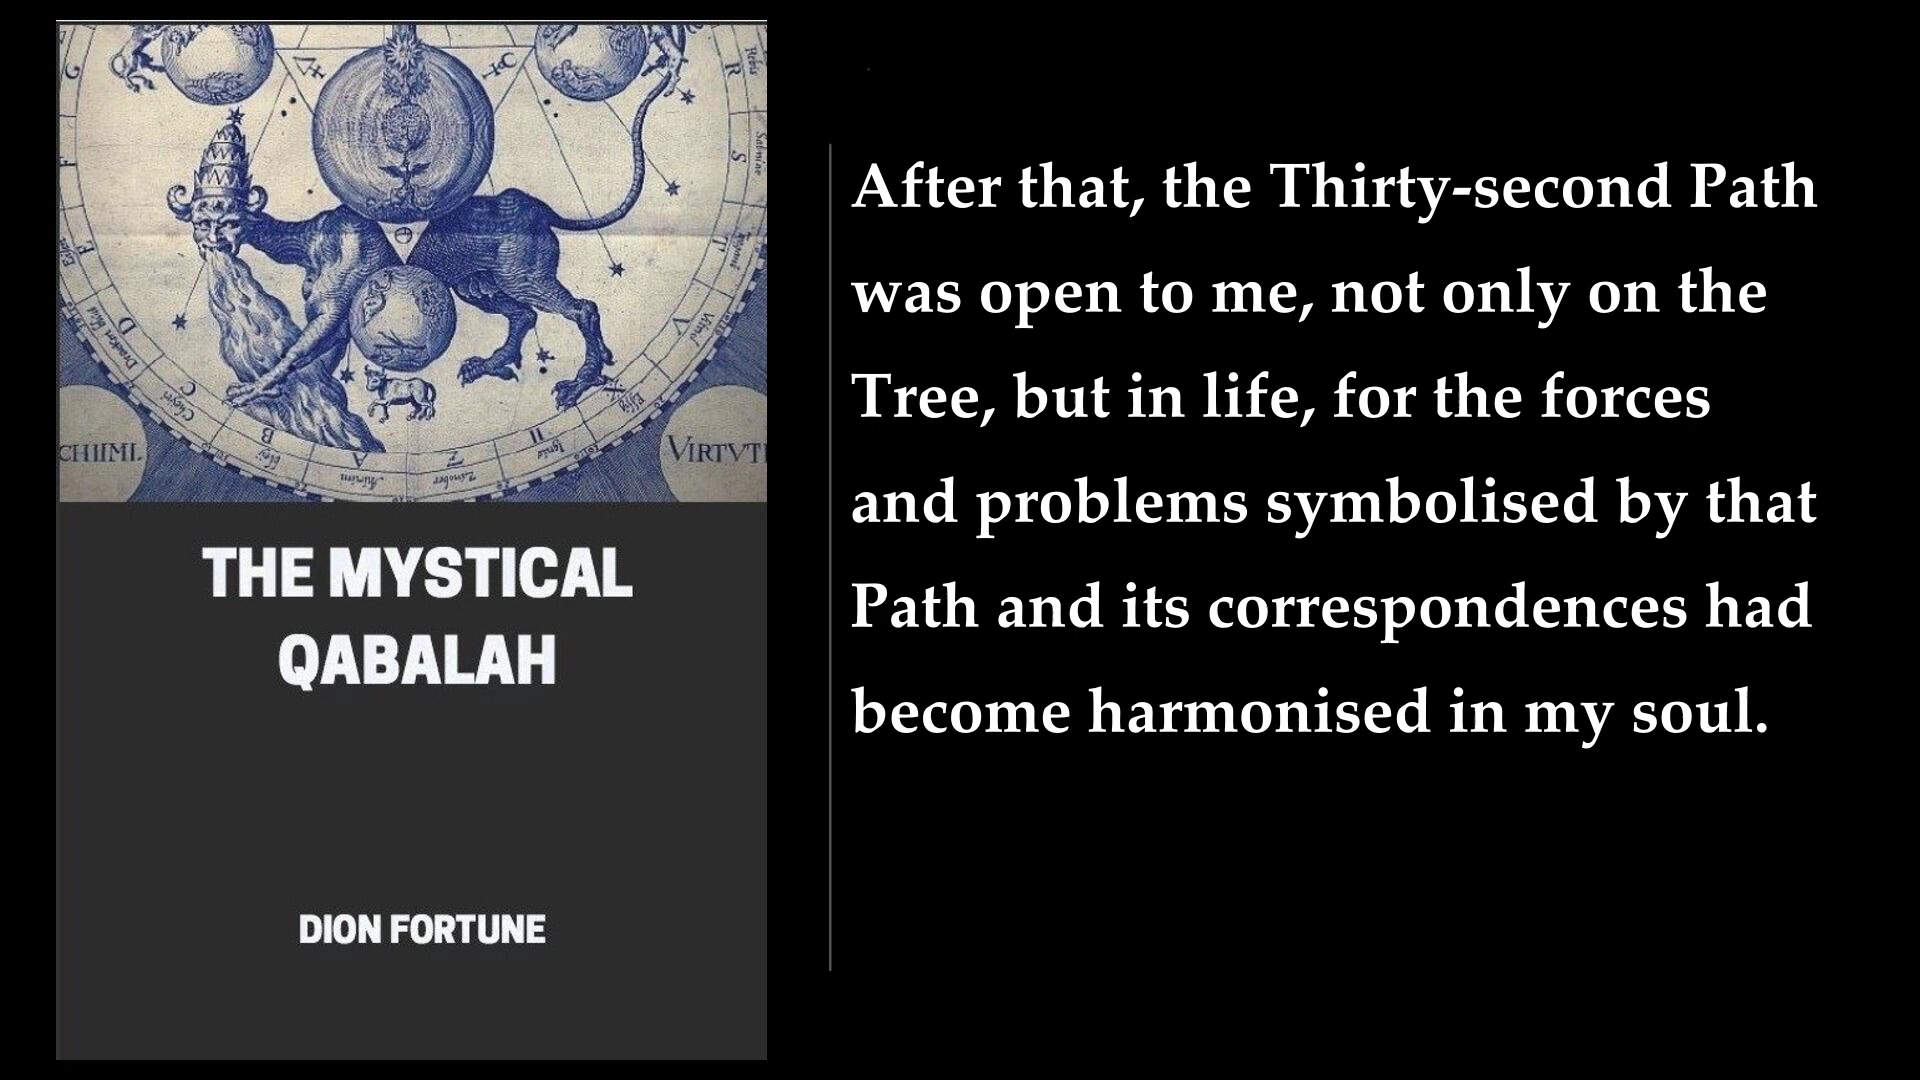 CHIIMI.
VIRTVTI
THE MYSTICAL
QABALAH
DION FORTUNE
After that, the Thirty-second Path
was open to me, not only on the
Tree, but in life, for the forces
and problems symbolised by that
Path and its correspondences had
become harmonised in my soul.